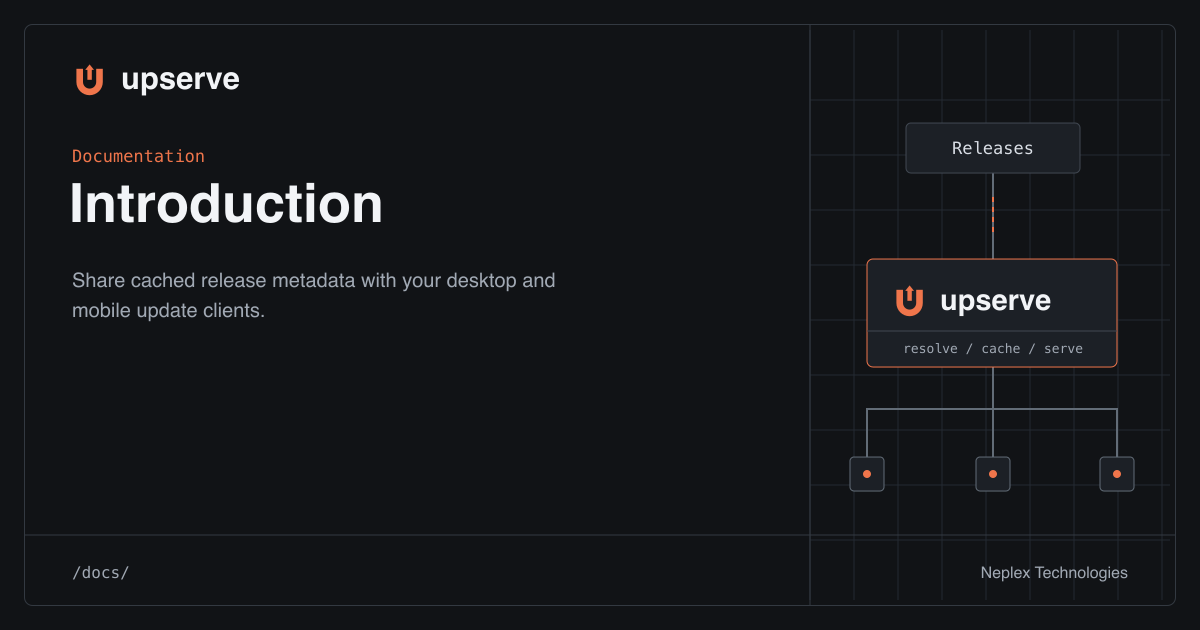 upserve
Documentation
Introduction
Share cached release metadata with your desktop and
mobile update clients.
Releases
upserve
resolve / cache / serve
/docs/
Neplex Technologies